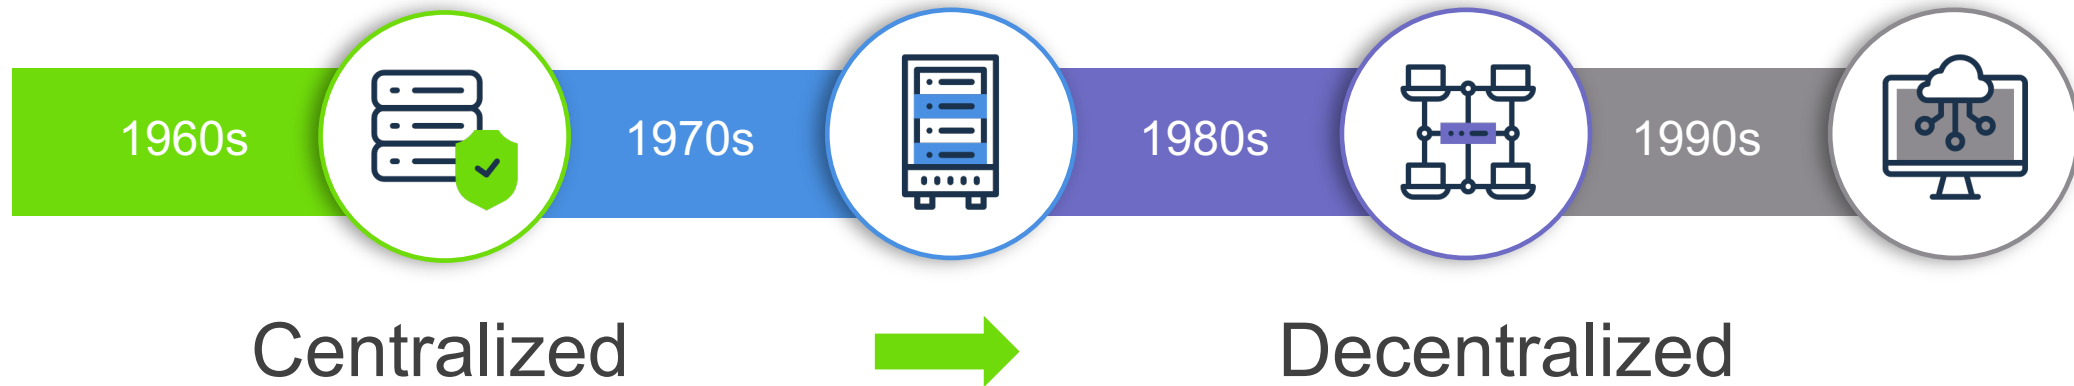 1960s 1970s 1980s 1990s
Centralized Decentralized